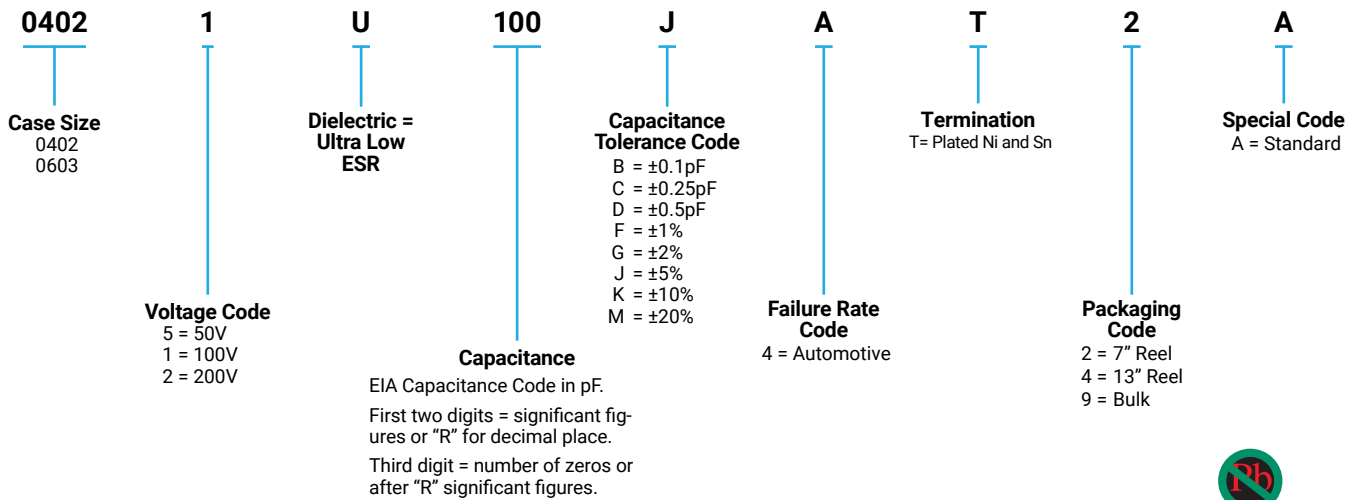 0402 1 U 100 J A T 2 A
Case Size
0402
0603
Voltage Code
5 = 50V
1 = 100V
2 = 200V
Dielectric =
Ultra Low
ESR
Capacitance
EIA Capacitance Code in pF.
First two digits = significant fig-
ures or “R” for decimal place.
Third digit = number of zeros or
after “R” significant figures.
Capacitance
Tolerance Code
B = ±0.1pF
C = ±0.25pF
D = ±0.5pF
F = ±1%
G = ±2%
J = ±5%
K = ±10%
M = ±20%
Failure Rate
Code
4 = Automotive
Termination
T= Plated Ni and Sn
Packaging
Code
2 = 7” Reel
4 = 13” Reel
9 = Bulk
Special Code
A = Standard
Pb